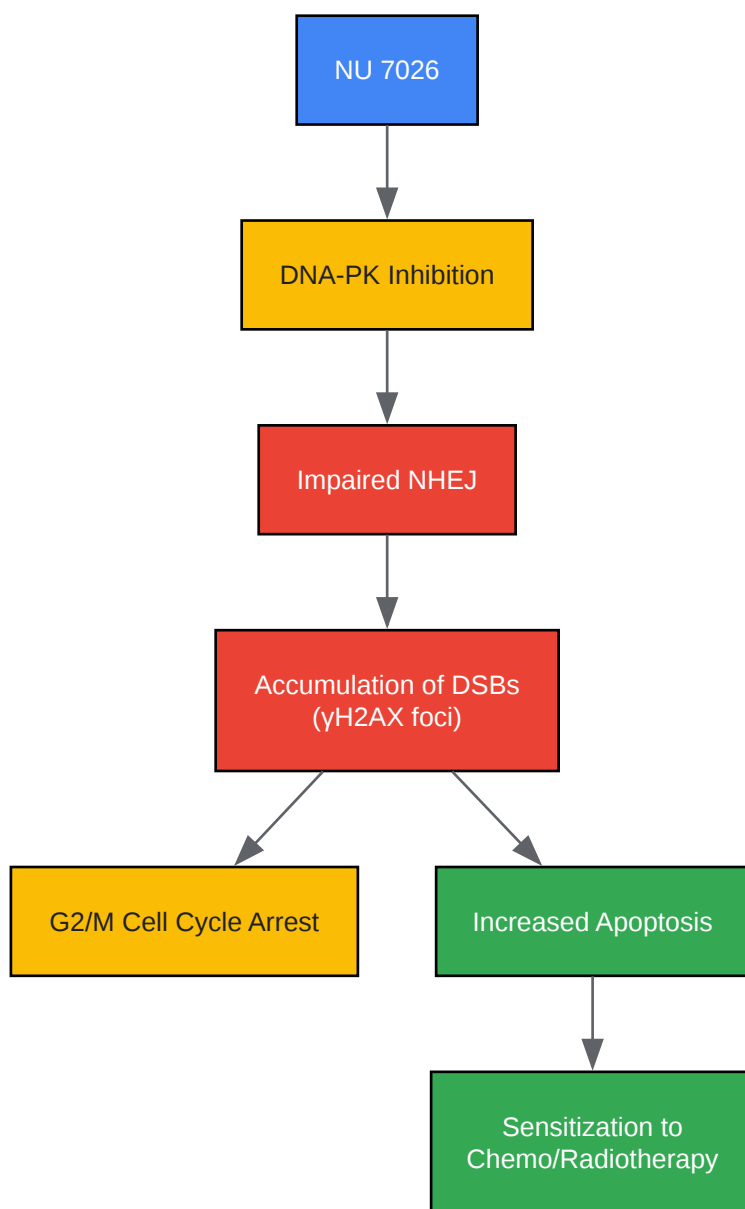 NU 7026
DNA-PK Inhibition
Impaired NHEJ
Accumulation of DSBs
(γH2AX foci)
G2/M Cell Cycle Arrest
Increased Apoptosis
Sensitization to
Chemo/Radiotherapy